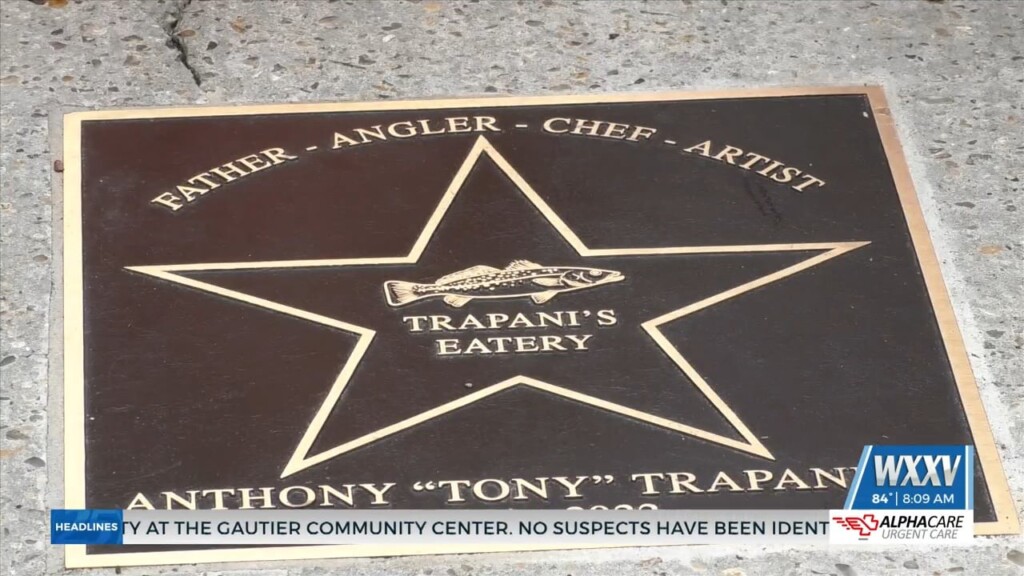 FATHER - ANGLER - CHEF - ARTIST
TRAPANI'S
EATERY
ANTHONY "TONY" TRAPANI
WXXV
84° 8:09 AM
HEADLINES
TY AT THE GAUTIER COMMUNITY CENTER. NO SUSPECTS HAVE BEEN IDENT
ALPHACARE
URGENT CARE